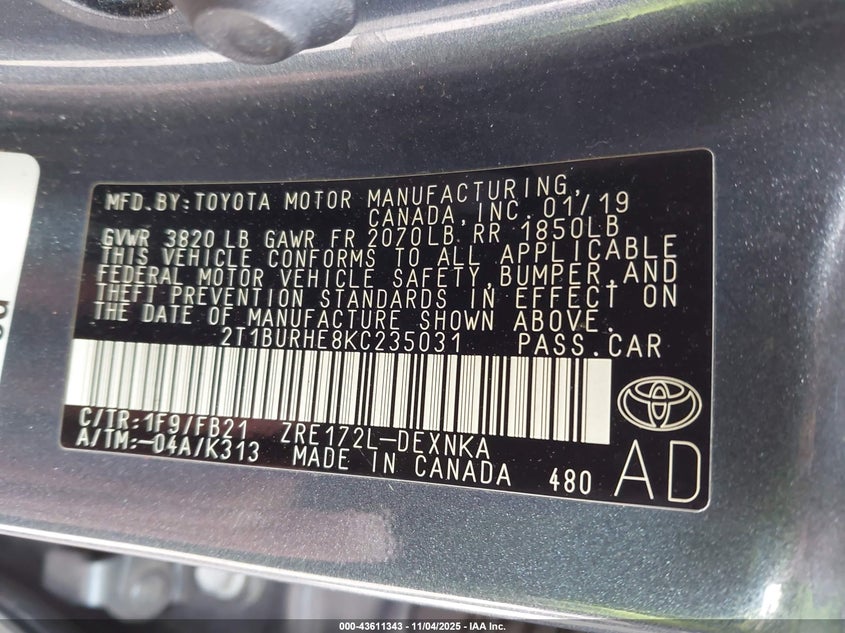 MFD.BY:TOYOTA MOTOR MANUFACTURING,
CANADA, INC. 01/19
GVWR 3820 LB GAWR FR 2070LB RR 1850LB
THIS VEHICLE CONFORMS TO ALL APPLICABLE
FEDERAL MOTOR VEHICLE SAFETY,BUMPER,AND
THEFT PREVENTION STANDARDS IN EFFECT ON
THE DATE OF MANUFACTURE SHOWN ABOVE.
2T1BURHE8KC235031 PASS.CAR
C/TR:1F9/FB21 ZRE172L-DEXNKA
A/TM:-04A/K313 MADE IN CANADA 480 AD
000-43611343 - 11/04/2025 - IAA Inc.